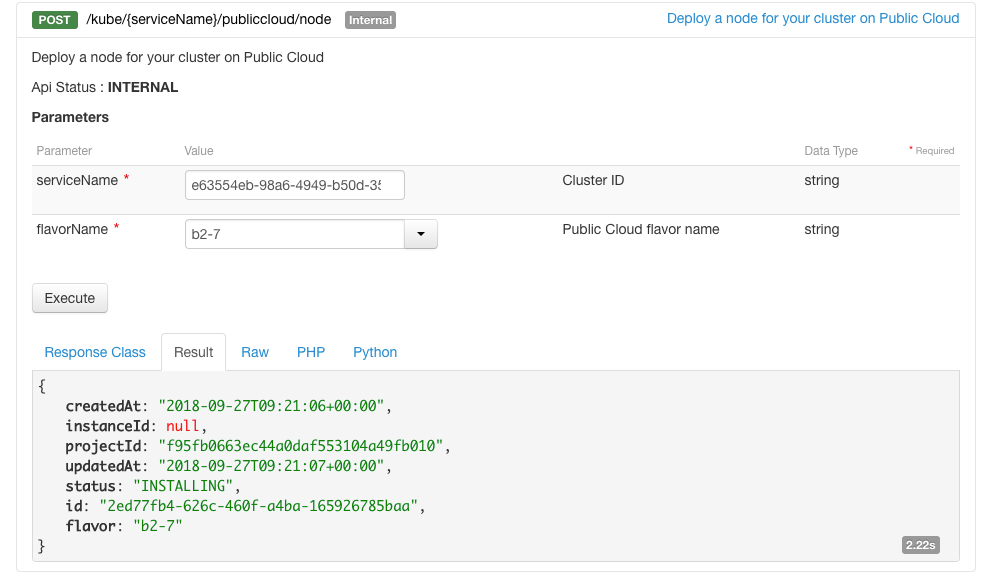 POST /kube/{serviceName}/publiccloud/node Internal Deploy a node for your cluster on Public Cloud
Deploy a node for your cluster on Public Cloud
Api Status : INTERNAL
Parameters
Parameter Value Data Type * Required
serviceName * e63554eb-98a6-4949-b50d-35 Cluster ID string
flavorName * b2-7 Public Cloud flavor name string
Execute
Response Class Result Raw PHP Python
{
createdAt: "2018-09-27T09:21:06+00:00",
instanceId: null,
projectId: "f95fb0663ec44a0daf553104a49fb010",
updatedAt: "2018-09-27T09:21:07+00:00",
status: "INSTALLING",
id: "2ed77fb4-626c-460f-a4ba-165926785baa",
flavor: "b2-7"
}
2.22s